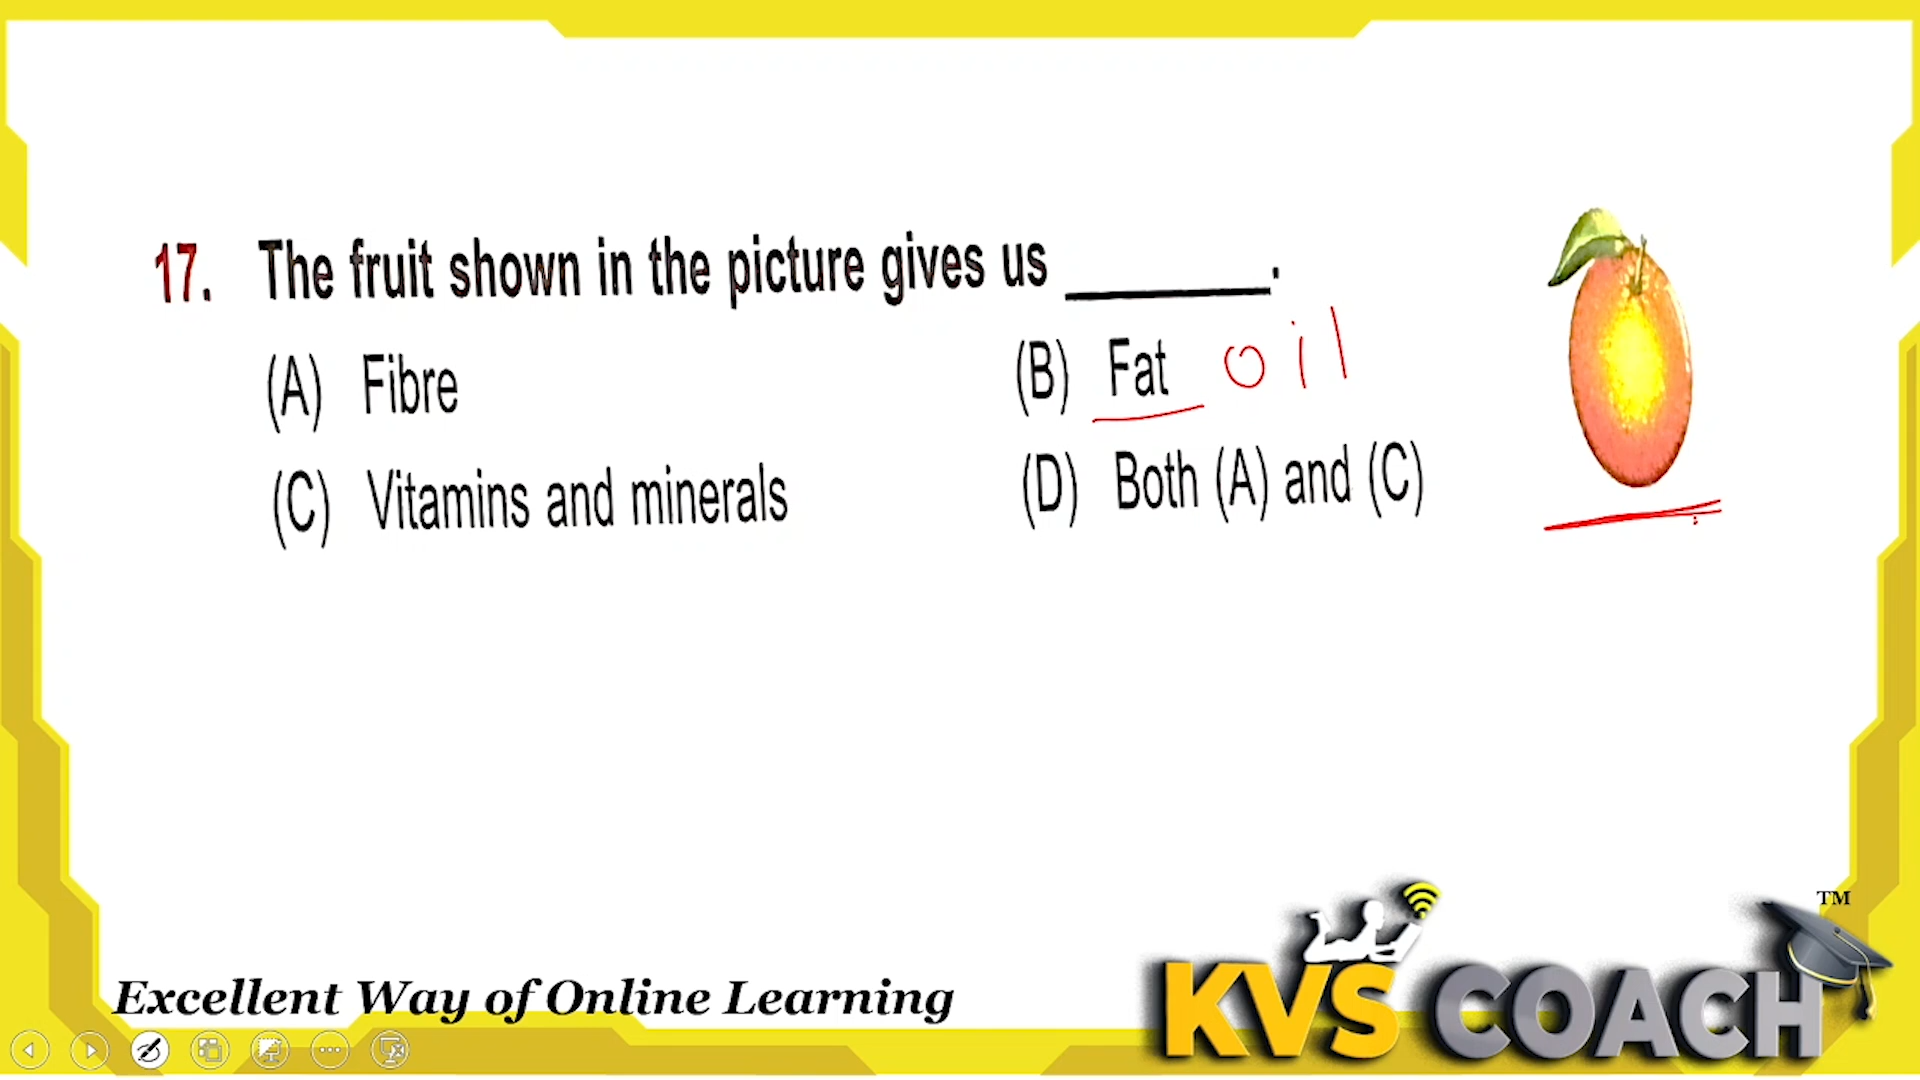 17. The fruit shown in the picture gives us ________.
(A) Fibre
(B) Fat oil
(C) Vitamins and minerals
(D) Both (A) and (C)
Excellent Way of Online Learning
KVS COACH TM